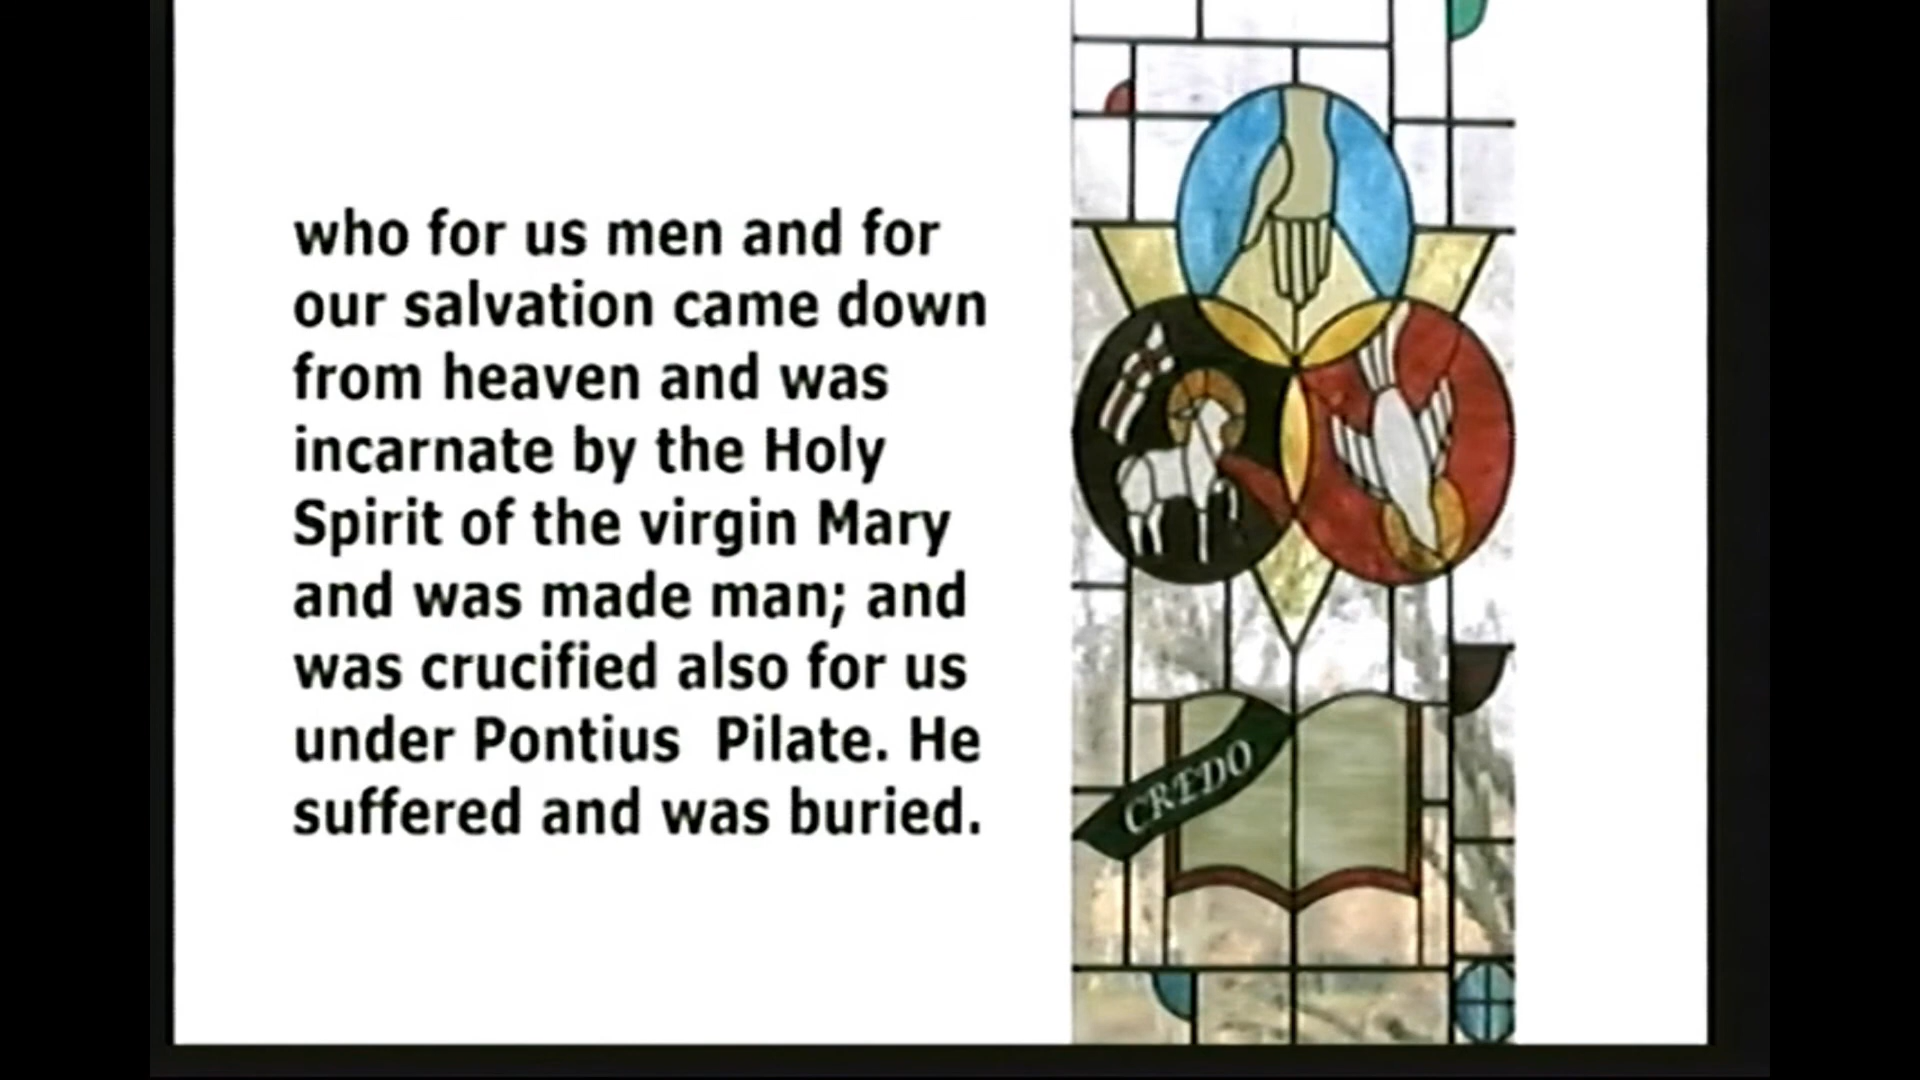 who for us men and for
our salvation came down
from heaven and was
incarnate by the Holy
Spirit of the virgin Mary
and was made man; and
was crucified also for us
under Pontius  Pilate. He
suffered and was buried.
CREDO